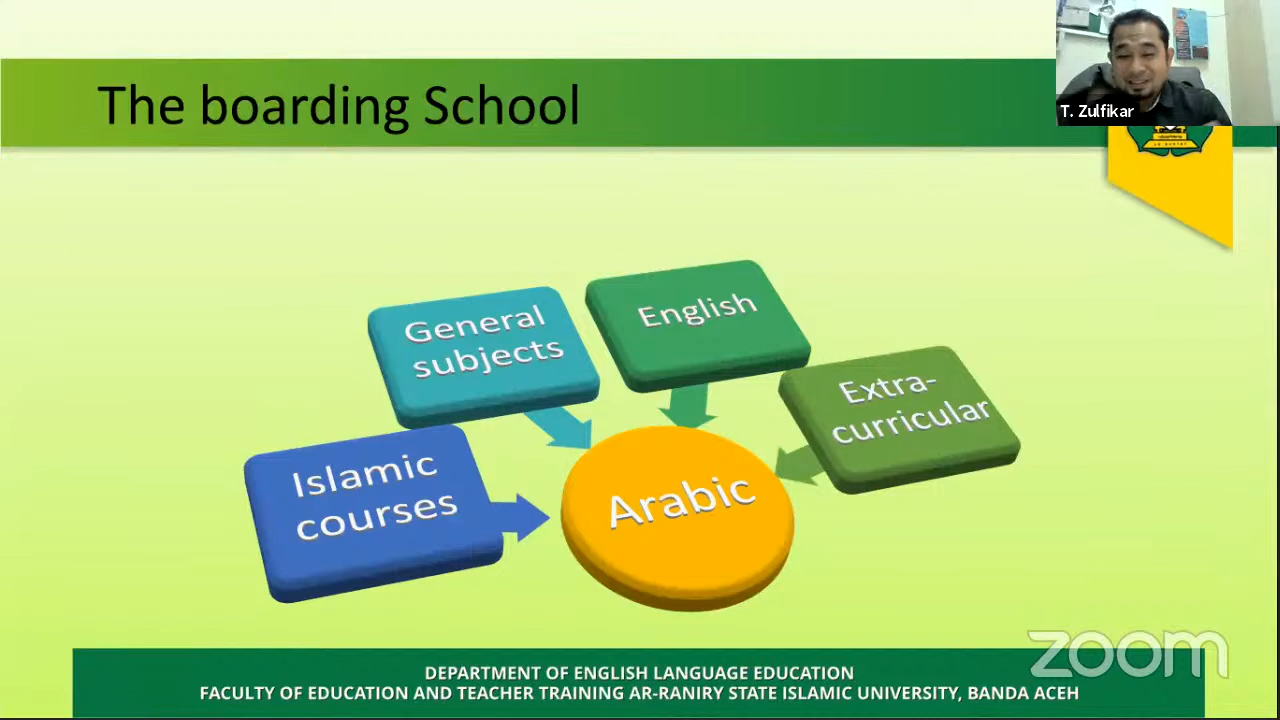 The boarding School
T. Zulfikar
General
subjects
English
Extra-
curricular
Islamic
courses
Arabic
zoom
DEPARTMENT OF ENGLISH LANGUAGE EDUCATION
FACULTY OF EDUCATION AND TEACHER TRAINING AR-RANIRY STATE ISLAMIC UNIVERSITY, BANDA ACEH